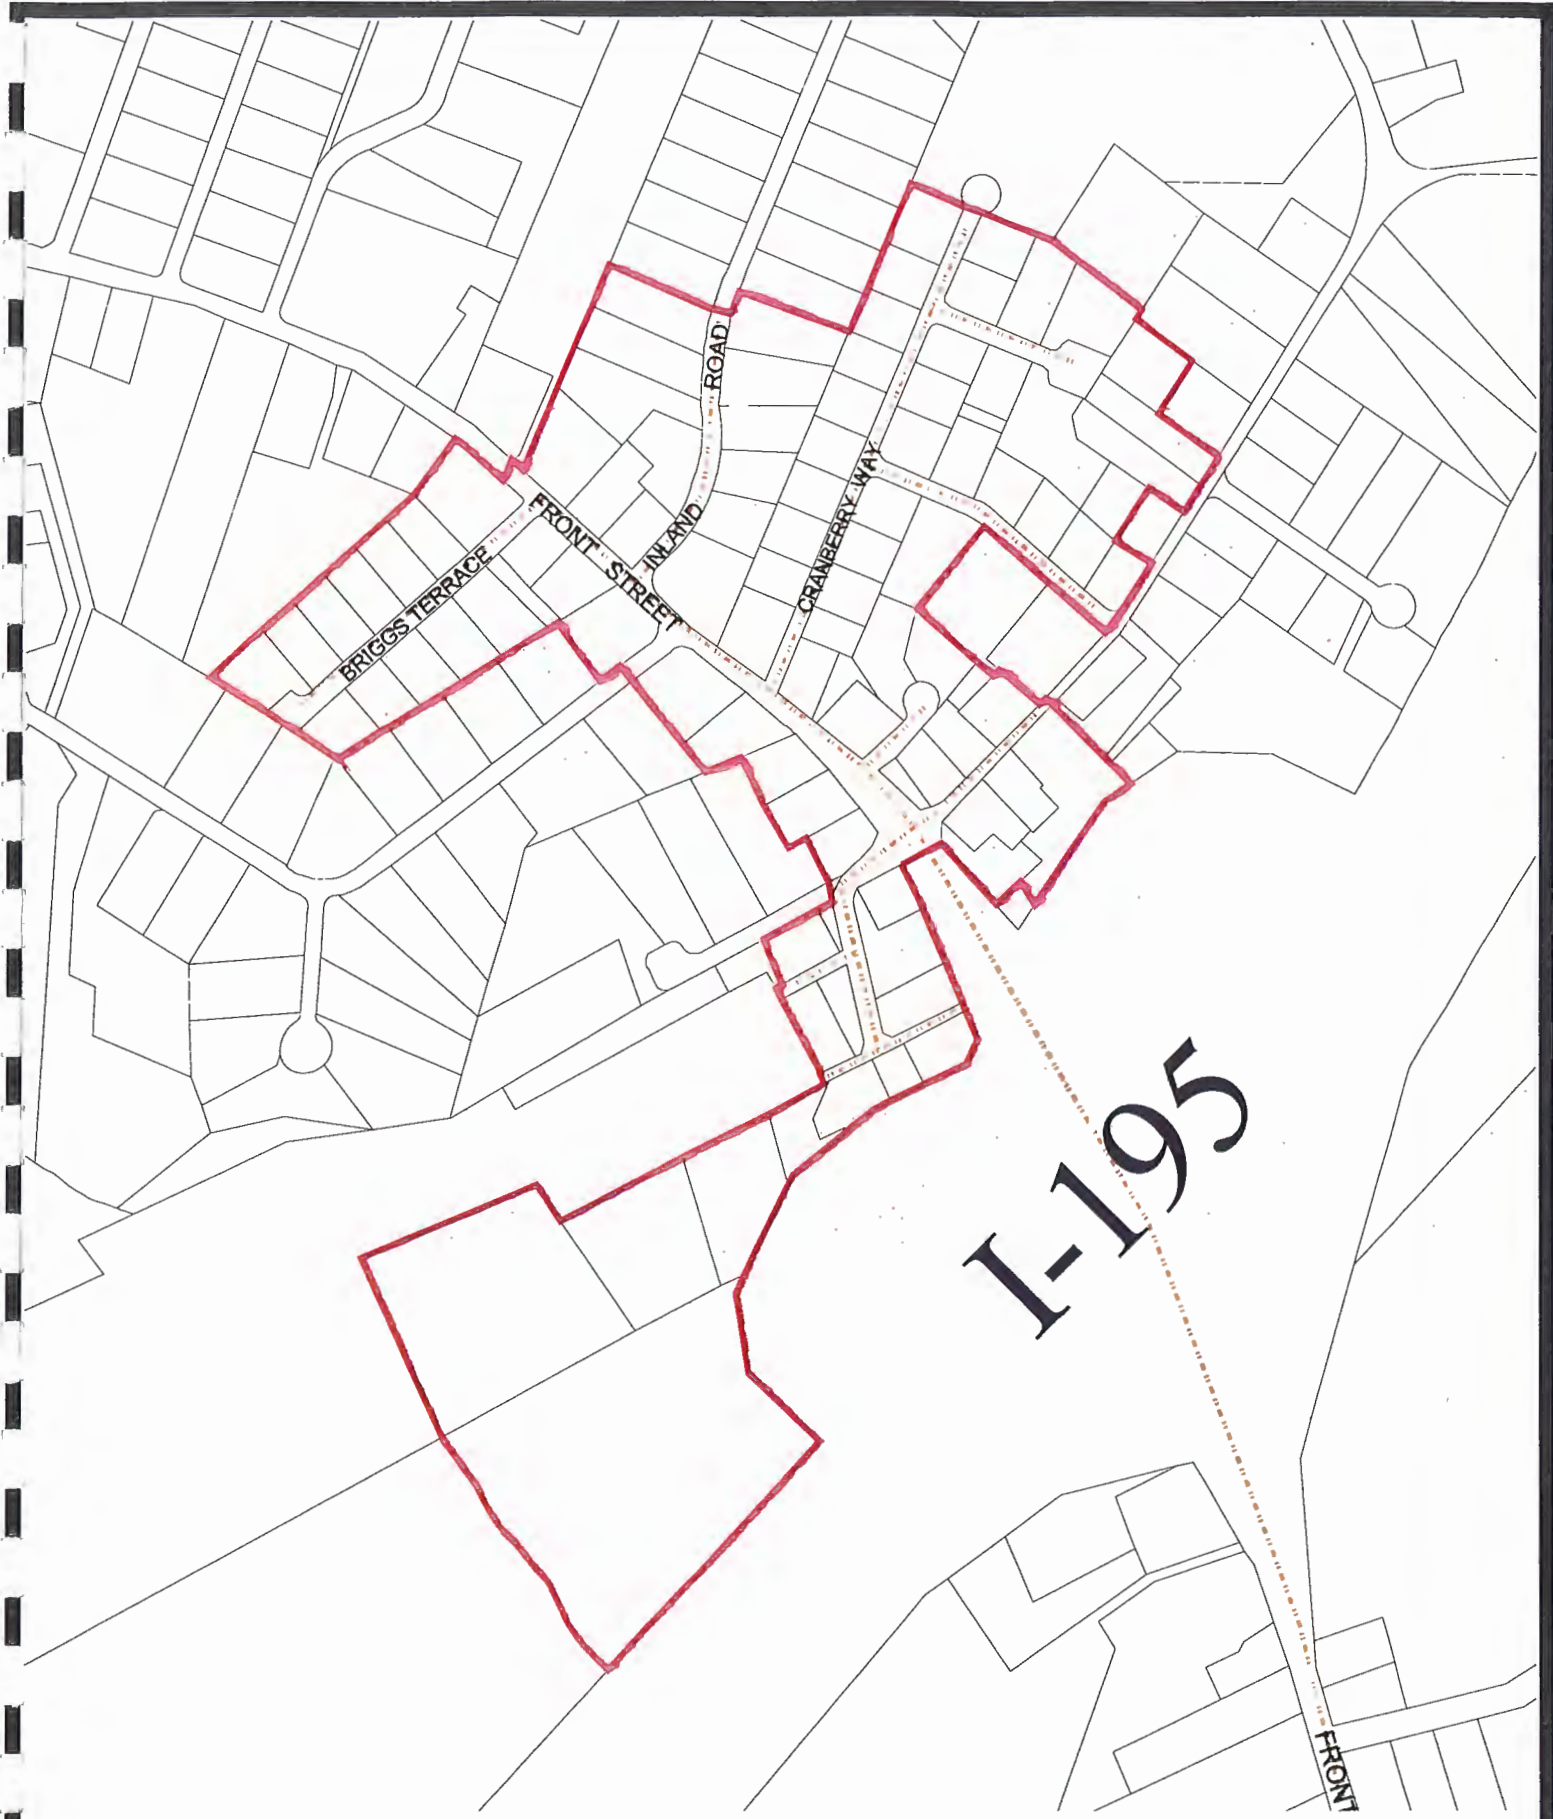 INLAND ROAD
CRANBERRY WAY
FRONT STREET
BRIGGS TERRACE
I-195
FRONT